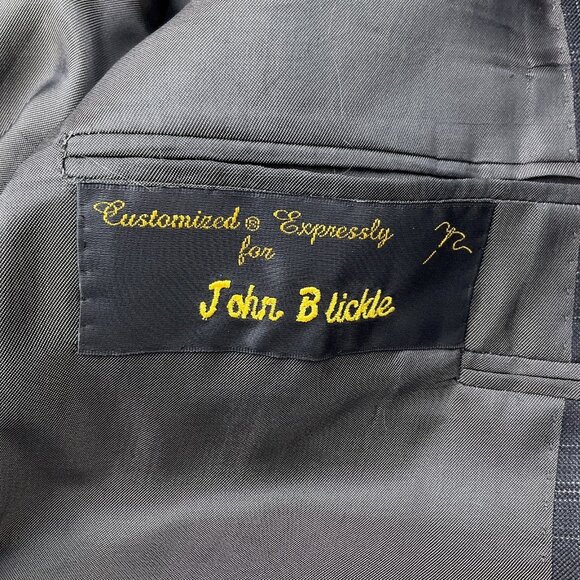 Customized® Expressly
for
John Blickle